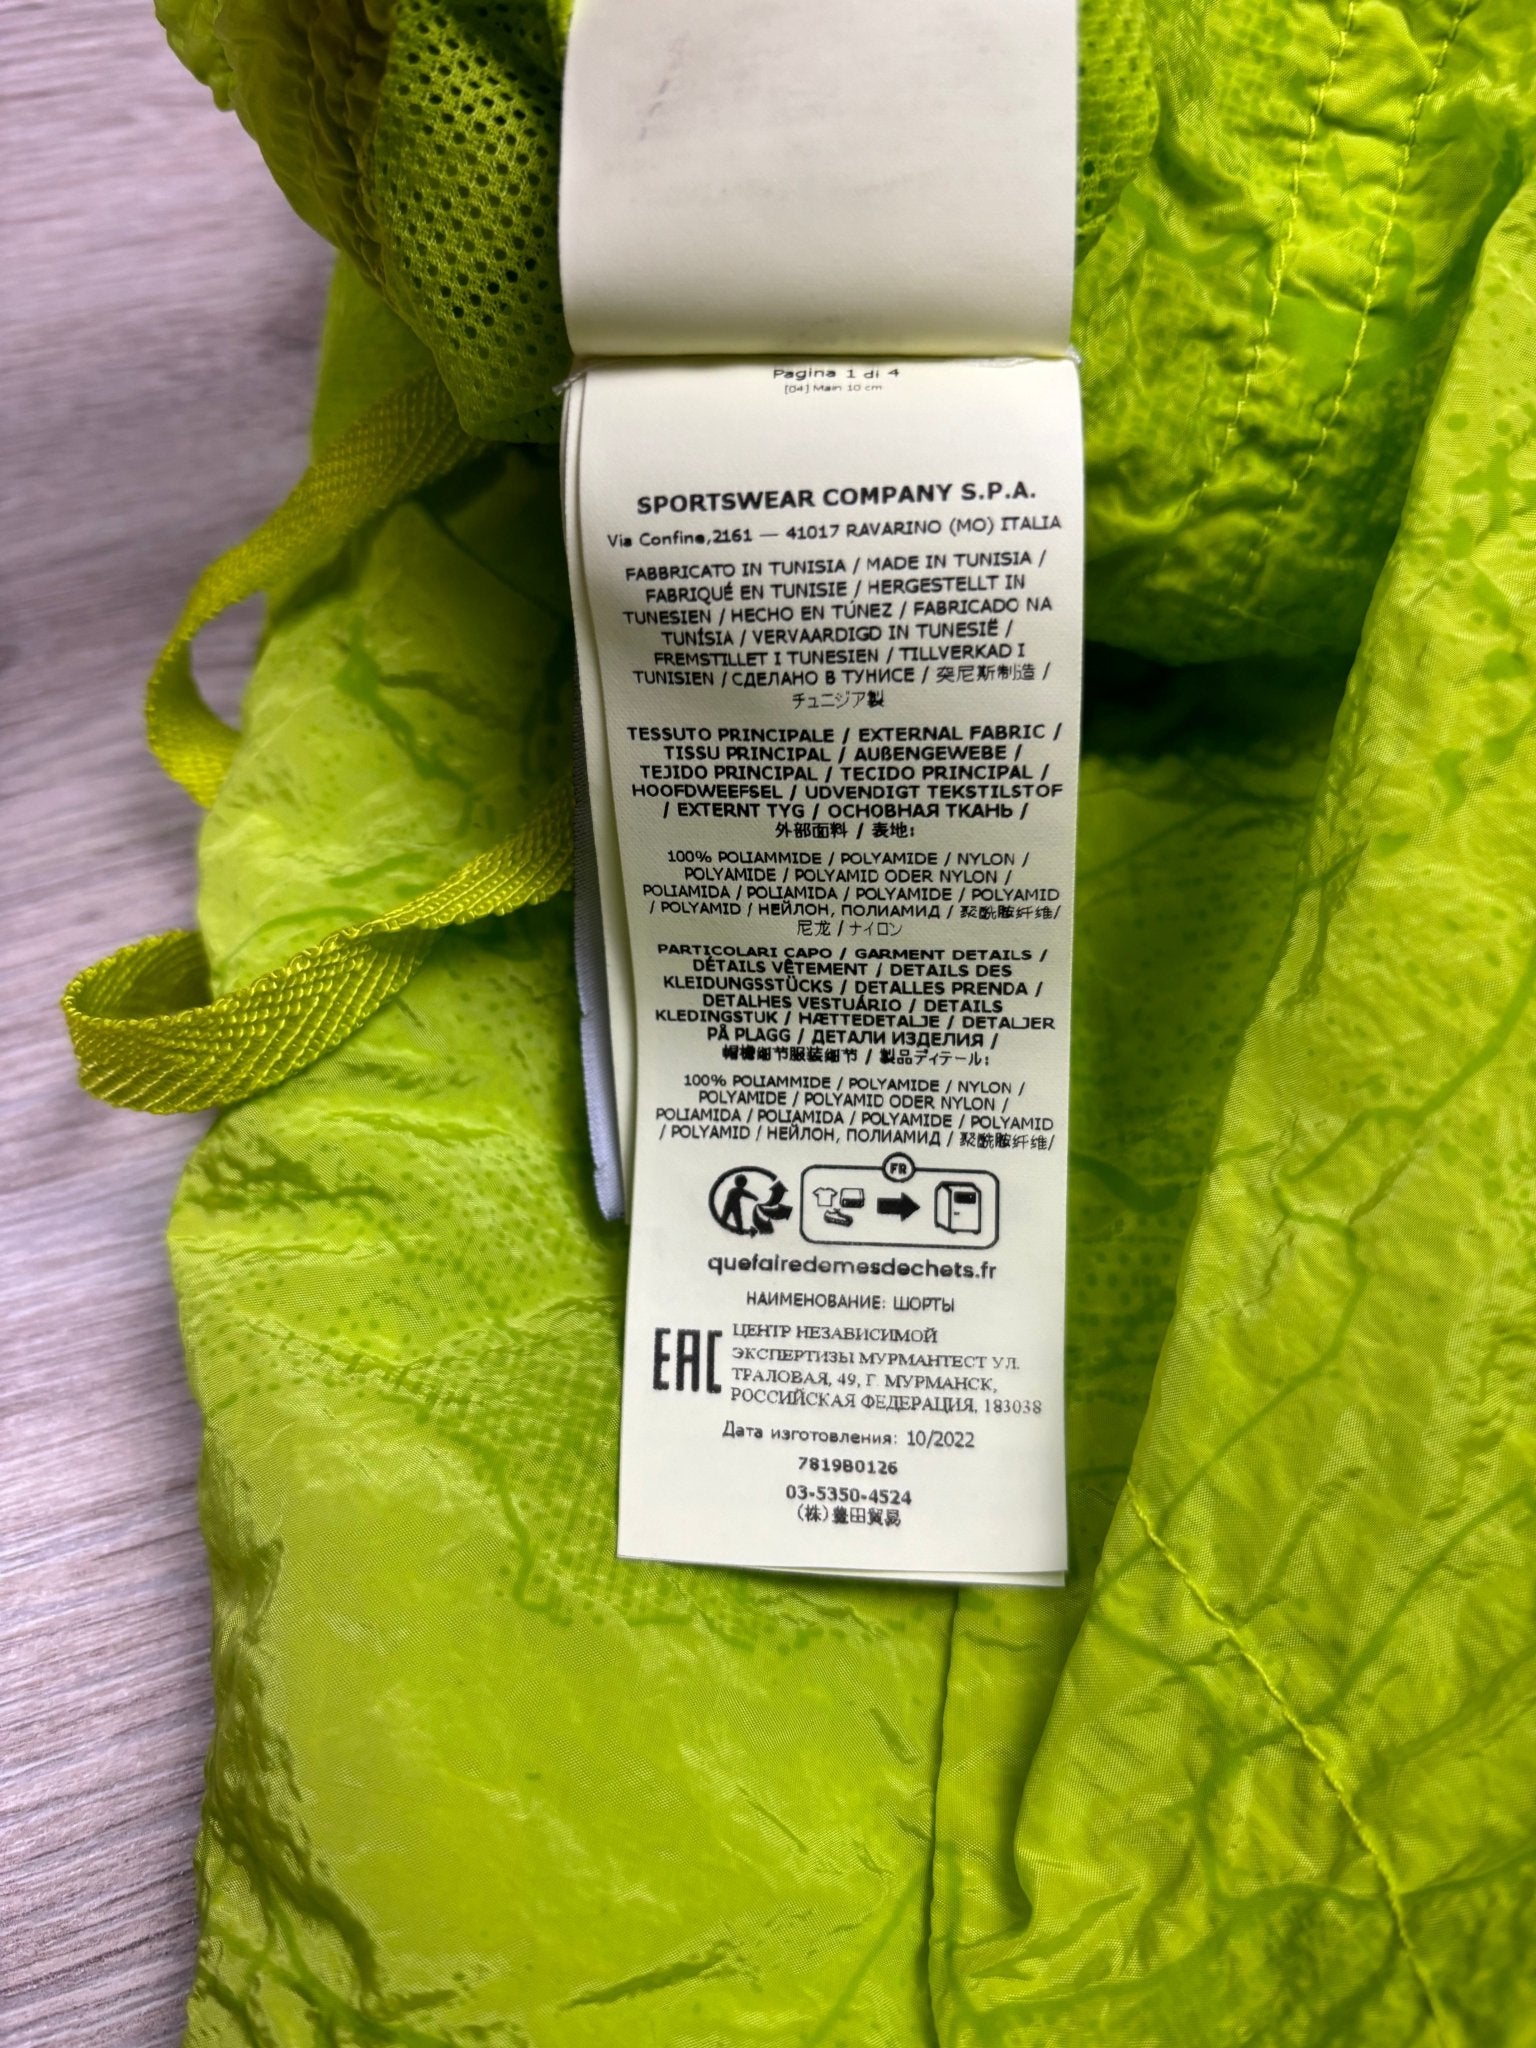 Pagina 1 di 4
[04] Main 10 cm
SPORTSWEAR COMPANY S.P.A.
Via Confine,2161 — 41017 RAVARINO (MO) ITALIA
FABBRICATO IN TUNISIA / MADE IN TUNISIA /
FABRIQUÉ EN TUNISIE / HERGESTELLT IN
TUNESIEN / HECHO EN TÚNEZ / FABRICADO NA
TUNÍSIA / VERVAARDIGD IN TUNESIË /
FREMSTILLET I TUNESIEN / TILLVERKAD I
TUNISIEN / СДЕЛАНО В ТУНИСЕ / 突尼斯制造 /
チュニジア製
TESSUTO PRINCIPALE / EXTERNAL FABRIC /
TISSU PRINCIPAL / AUßENGEWEBE /
TEJIDO PRINCIPAL / TECIDO PRINCIPAL /
HOOFDWEEFSEL / UDVENDIGT TEKSTILSTOF
/ EXTERNT TYG / ОСНОВНАЯ ТКАНЬ /
外部面料 / 表地:
100% POLIAMMIDE / POLYAMIDE / NYLON /
POLYAMIDE / POLYAMID ODER NYLON /
POLIAMIDA / POLIAMIDA / POLYAMIDE / POLYAMID
/ POLYAMID / НЕЙЛОН, ПОЛИАМИД / 聚酰胺纤维/
尼龙 / ナイロン
PARTICOLARI CAPO / GARMENT DETAILS /
DÉTAILS VÊTEMENT / DETAILS DES
KLEIDUNGSSTÜCKS / DETALLES PRENDA /
DETALHES VESTUÁRIO / DETAILS
KLEDINGSTUK / HÆTTEDETALJE / DETALJER
PÅ PLAGG / ДЕТАЛИ ИЗДЕЛИЯ /
帽檐细节服装细节 / 製品ディテール:
100% POLIAMMIDE / POLYAMIDE / NYLON /
POLYAMIDE / POLYAMID ODER NYLON /
POLIAMIDA / POLIAMIDA / POLYAMIDE / POLYAMID
/ POLYAMID / НЕЙЛОН, ПОЛИАМИД / 聚酰胺纤维/
FR
quefairedemesdechets.fr
НАИМЕНОВАНИЕ: ШОРТЫ
EAC
ЦЕНТР НЕЗАВИСИМОЙ
ЭКСПЕРТИЗЫ МУРМАНТЕСТ УЛ.
ТРАЛОВАЯ, 49, Г. МУРМАНСК,
РОССИЙСКАЯ ФЕДЕРАЦИЯ, 183038
Дата изготовления: 10/2022
7819B0126
03-5350-4524
(株)豊田貿易